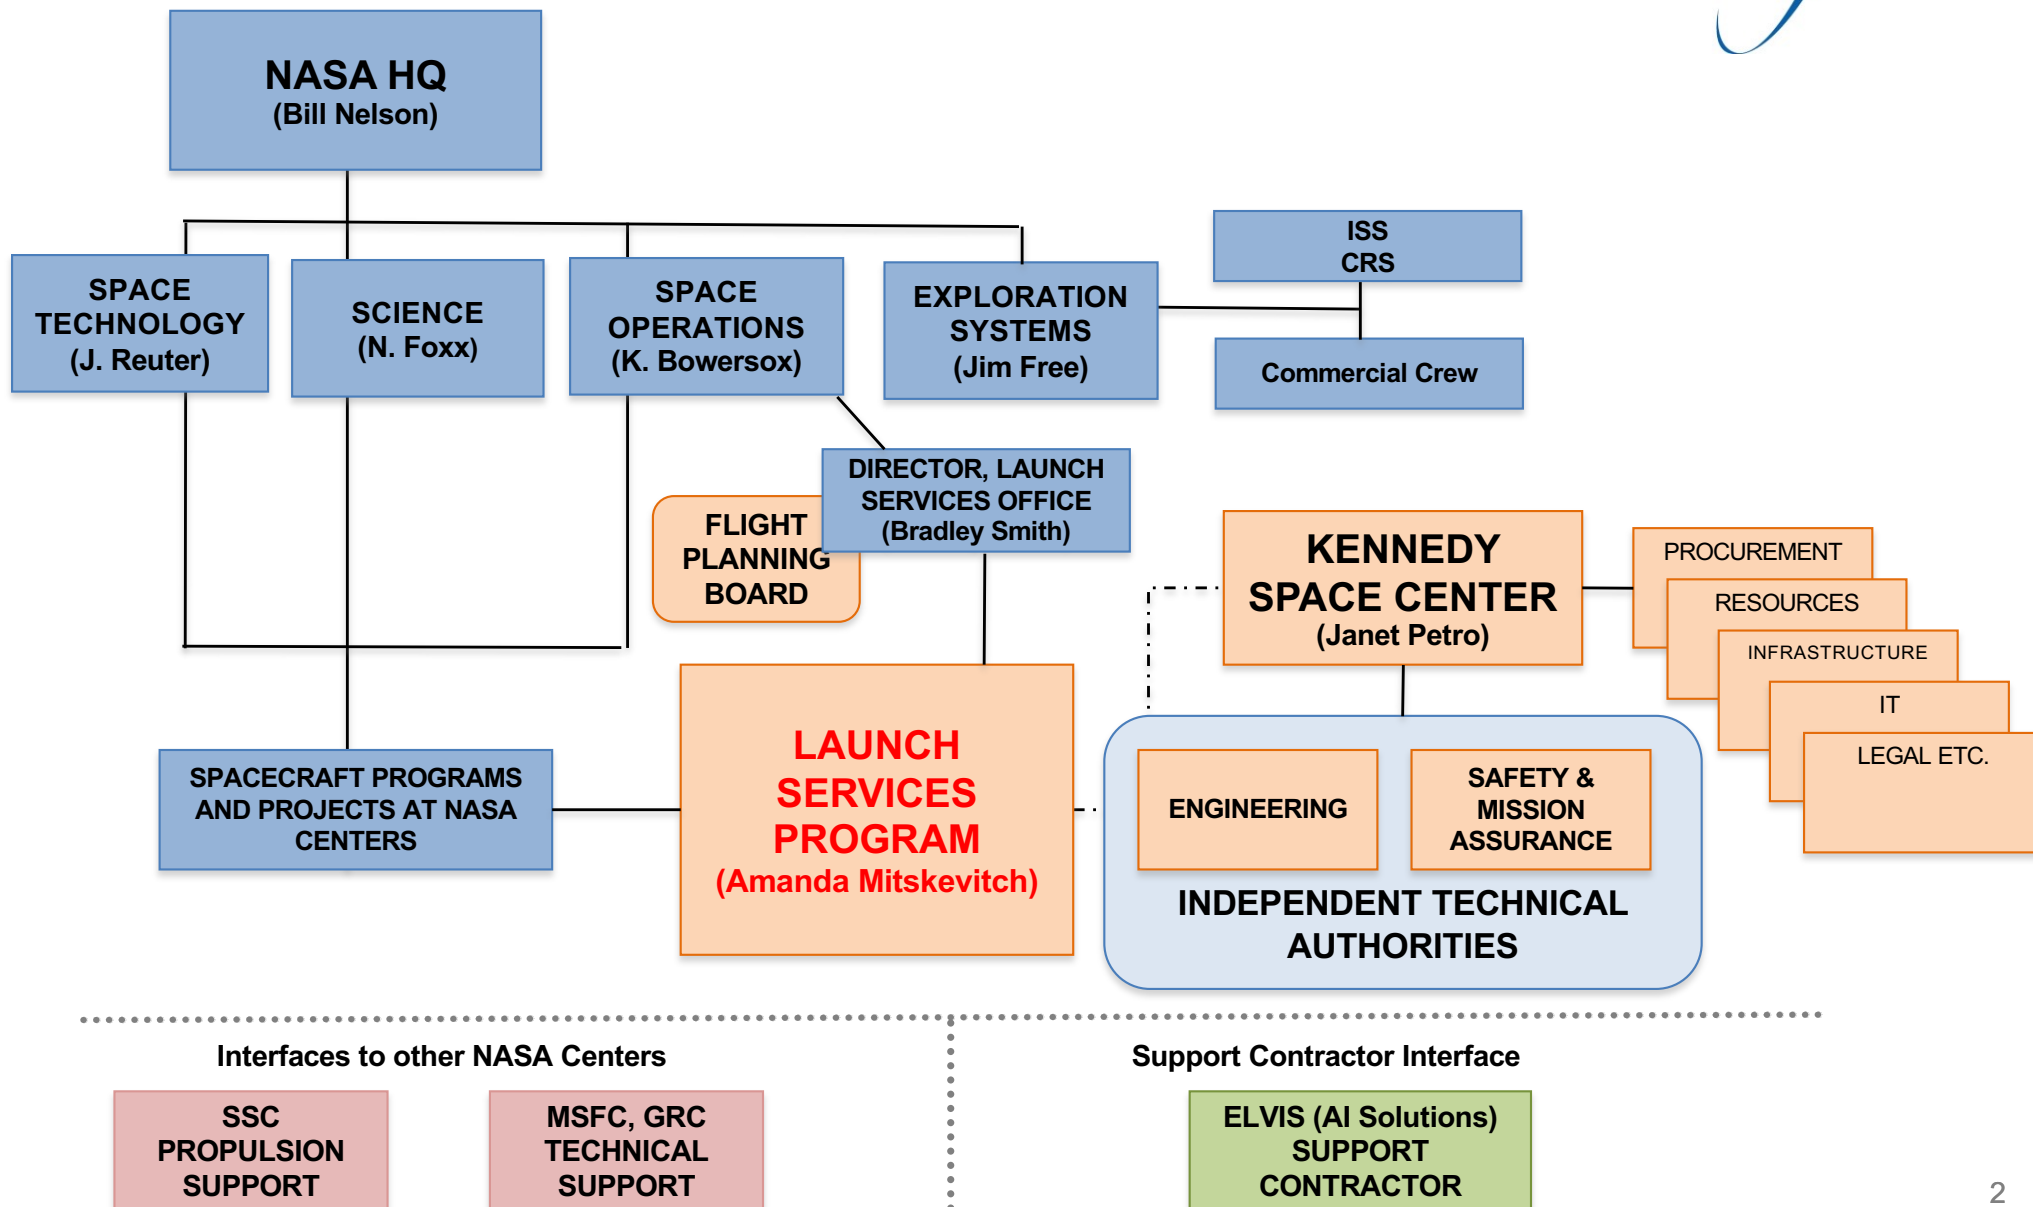 NASA HQ
(Bill Nelson)
ISS
CRS
SPACE
TECHNOLOGY
(J. Reuter)
SCIENCE
(N. Foxx)
SPACE
OPERATIONS
(K. Bowersox)
EXPLORATION
SYSTEMS
(Jim Free)
Commercial Crew
DIRECTOR, LAUNCH
SERVICES OFFICE
(Bradley Smith)
FLIGHT
PLANNING
BOARD
KENNEDY
SPACE CENTER
(Janet Petro)
PROCUREMENT
RESOURCES
INFRASTRUCTURE
IT
LEGAL ETC.
SPACECRAFT PROGRAMS
AND PROJECTS AT NASA
CENTERS
LAUNCH
SERVICES
PROGRAM
(Amanda Mitskevitch)
ENGINEERING
SAFETY &
MISSION
ASSURANCE
INDEPENDENT TECHNICAL
AUTHORITIES
Interfaces to other NASA Centers
SSC
PROPULSION
SUPPORT
MSFC, GRC
TECHNICAL
SUPPORT
Support Contractor Interface
ELVIS (AI Solutions)
SUPPORT
CONTRACTOR
2